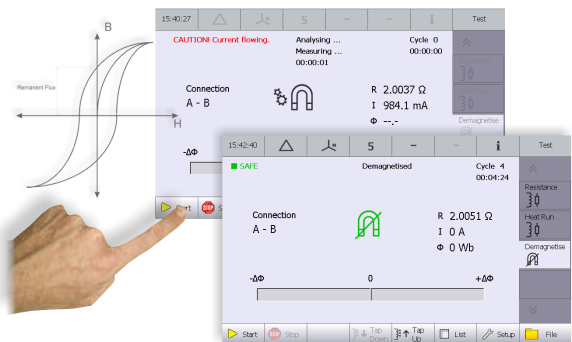 B
Remanent Flux
H
15:40:27 5 - - i Test
CAUTION! Current flowing.
Analysing ...
Measuring ...
00:00:01
Cycle 0
00:00:00
Connection
A - B
R 2.0037 Ω
I 984.1 mA
Φ --.-
Demagnetise
-ΔΦ
Start
STOP
S
15:42:40 5 - - i Test
SAFE
Demagnetised
Cycle 4
00:04:24
Resistance
Heat Run
Demagnetise
Connection
A - B
R 2.0051 Ω
I 0 A
Φ 0 Wb
-ΔΦ 0 +ΔΦ
Start
STOP Stop
Tap Down
Tap Up
List
Setup
File